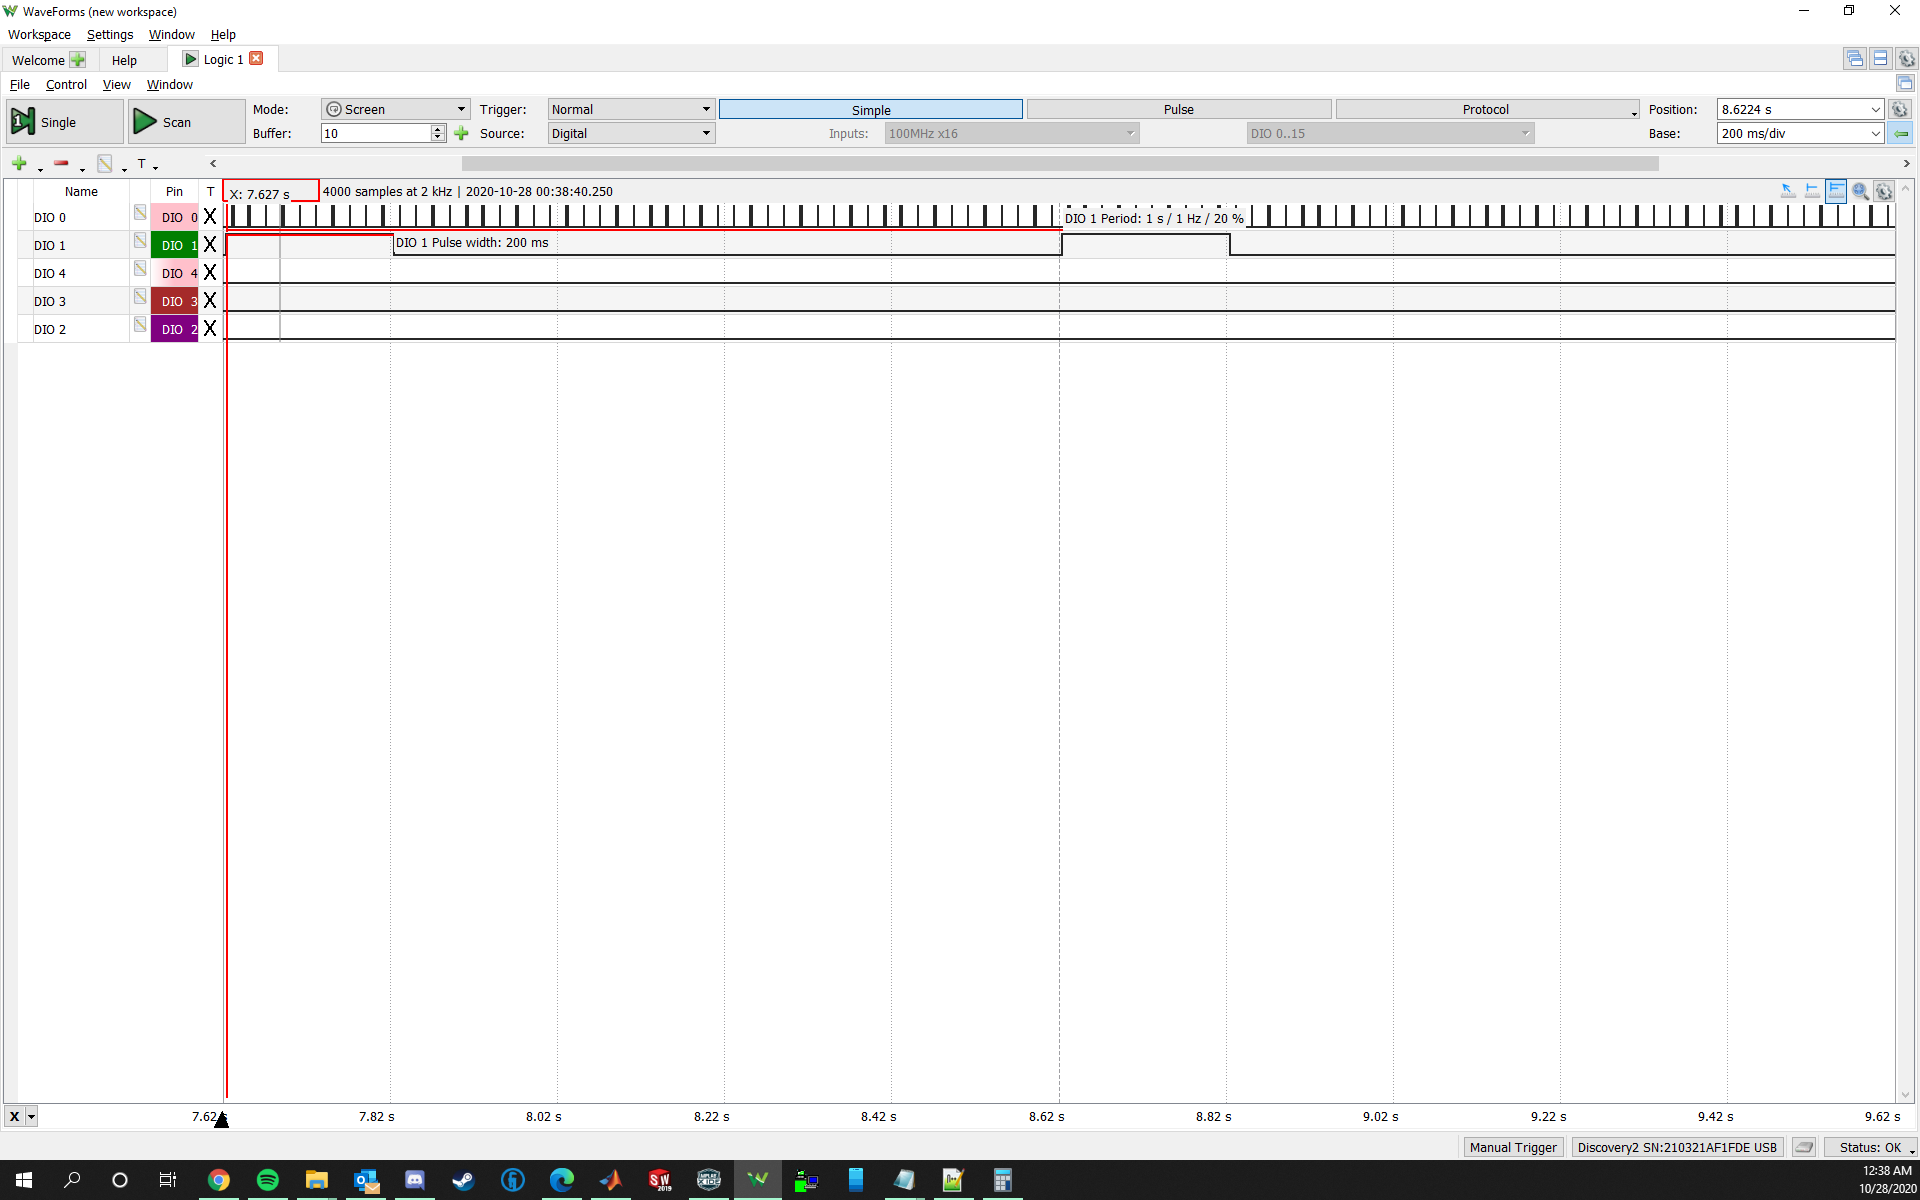 WaveForms (new workspace)
Workspace Settings Window Help
Welcome Help Logic 1
File Control View Window
Single Scan Mode: Screen Trigger: Normal Simple Pulse Protocol Position: 8.6224 s
Buffer: 10 Source: Digital Inputs: 100MHz x16 DIO 0..15 Base: 200 ms/div
T
Name Pin T X: 7.627 s 4000 samples at 2 kHz | 2020-10-28 00:38:40.250
DIO 0 DIO 0 X DIO 1 Period: 1 s / 1 Hz / 20 %
DIO 1 DIO 1 X DIO 1 Pulse width: 200 ms
DIO 4 DIO 4 X
DIO 3 DIO 3 X
DIO 2 DIO 2 X
X 7.62 s 7.82 s 8.02 s 8.22 s 8.42 s 8.62 s 8.82 s 9.02 s 9.22 s 9.42 s 9.62 s
Manual Trigger Discovery2 SN:210321AF1FDE USB Status: OK
12:38 AM
10/28/2020